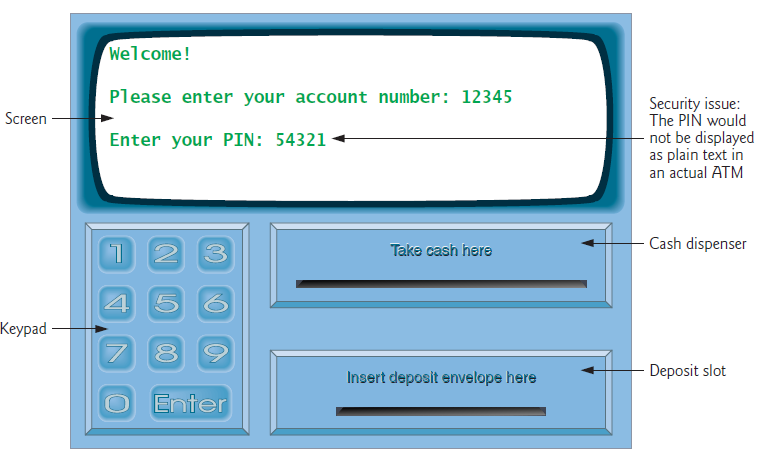 Welcome!
Please enter your account number: 12345
Enter your PIN: 54321
Screen
Security issue:
The PIN would
not be displayed
as plain text in
an actual ATM
1 2 3
4 5 6
7 8 9
0 Enter
Keypad
Take cash here
Cash dispenser
Insert deposit envelope here
Deposit slot